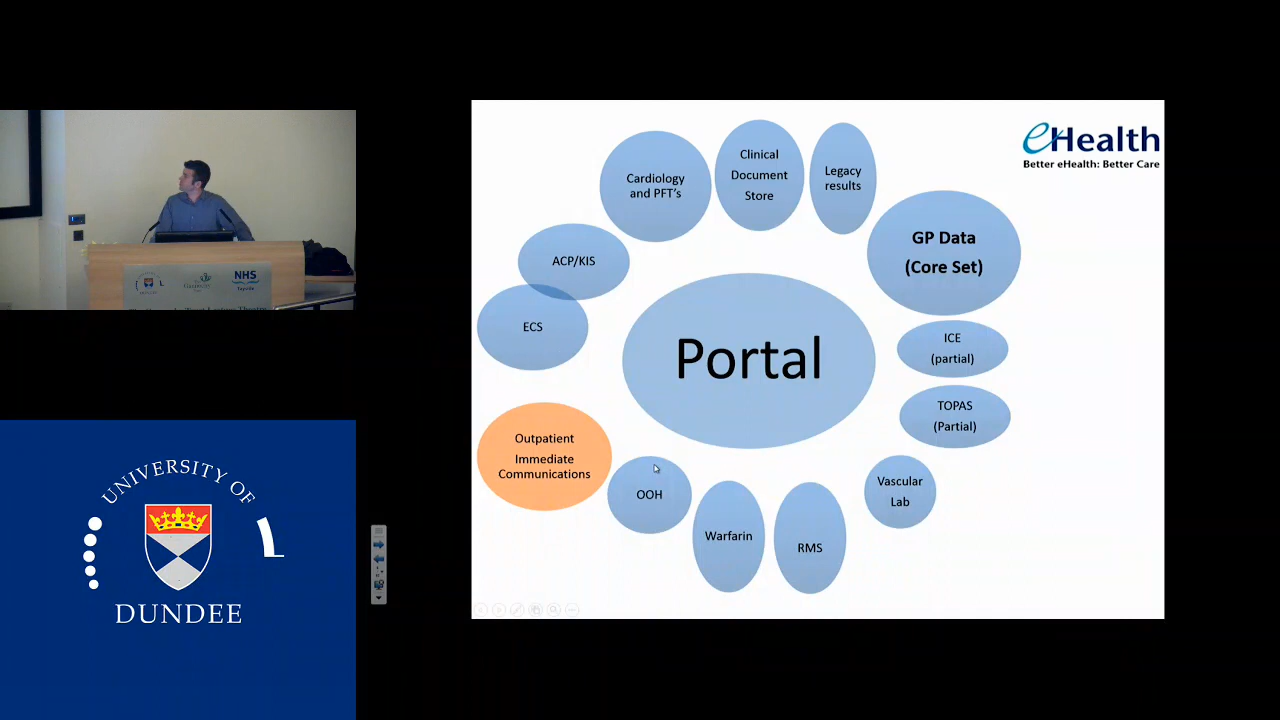 eHealth
Better eHealth: Better Care
Cardiology
and PFT's
Clinical
Document
Store
Legacy
results
GP Data
(Core Set)
ACP/KIS
ECS
Portal
ICE
(partial)
TOPAS
(Partial)
Outpatient
Immediate
Communications
OOH
Warfarin
RMS
Vascular
Lab
NHS
Tayside
UNIVERSITY OF
DUNDEE